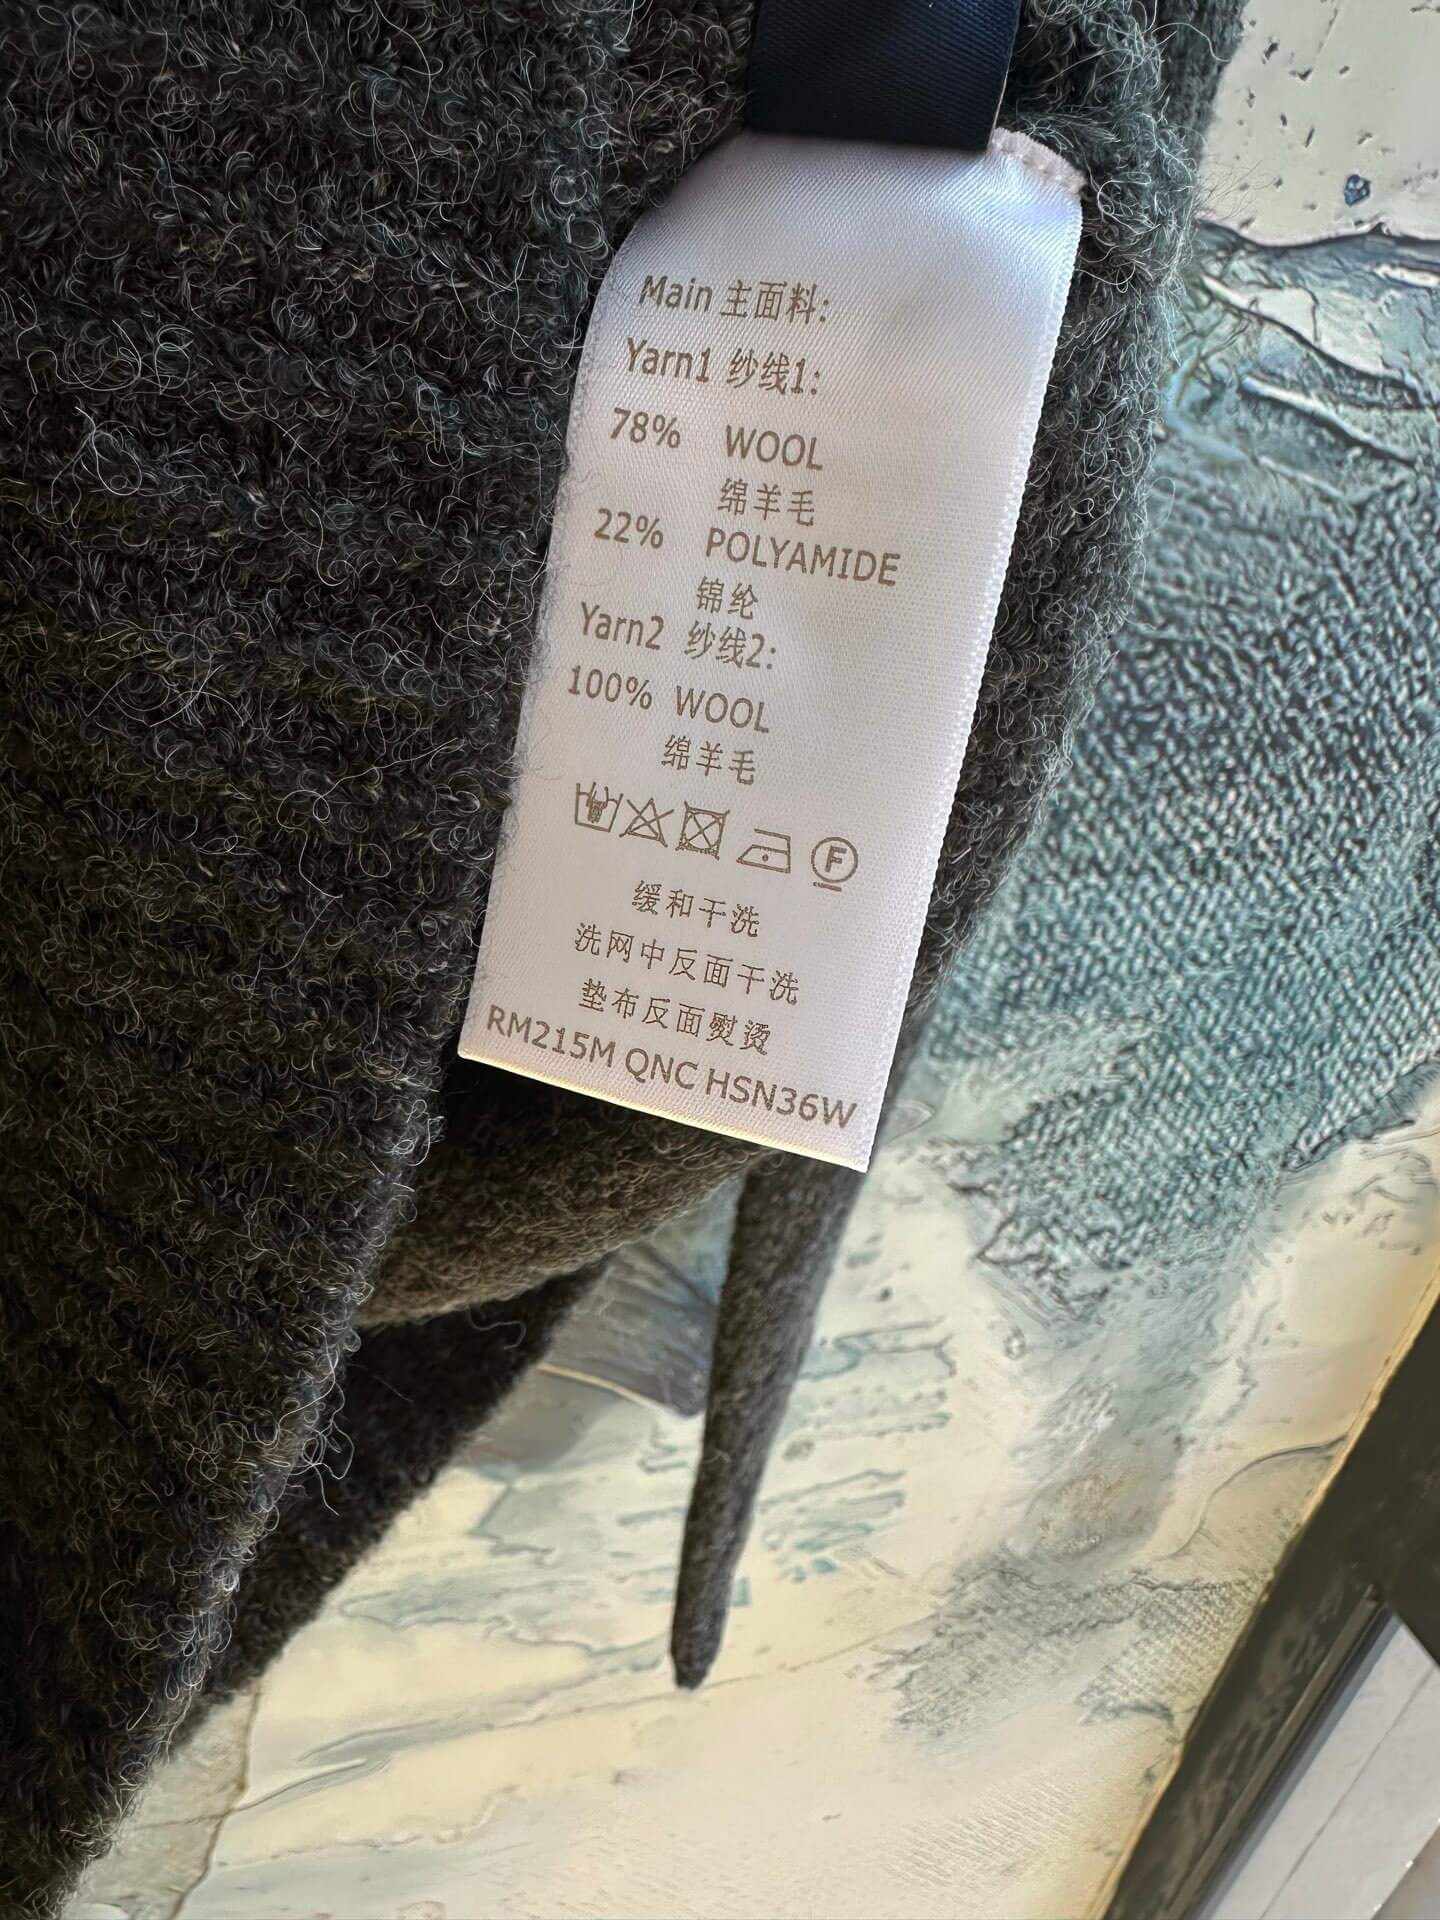 Main 主面料:
Yarn1 纱线1:
78% WOOL
绵羊毛
22% POLYAMIDE
锦纶
Yarn2 纱线2:
100% WOOL
绵羊毛
F
缓和干洗
洗网中反面干洗
垫布反面熨烫
RM215M QNC HSN36W